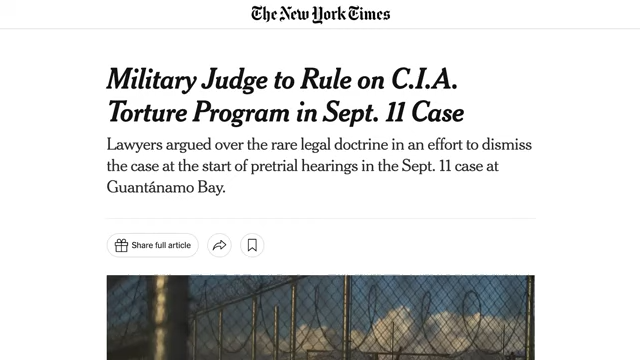 The New York Times
Military Judge to Rule on C.I.A.
Torture Program in Sept. 11 Case
Lawyers argued over the rare legal doctrine in an effort to dismiss
the case at the start of pretrial hearings in the Sept. 11 case at
Guantánamo Bay.
Share full article